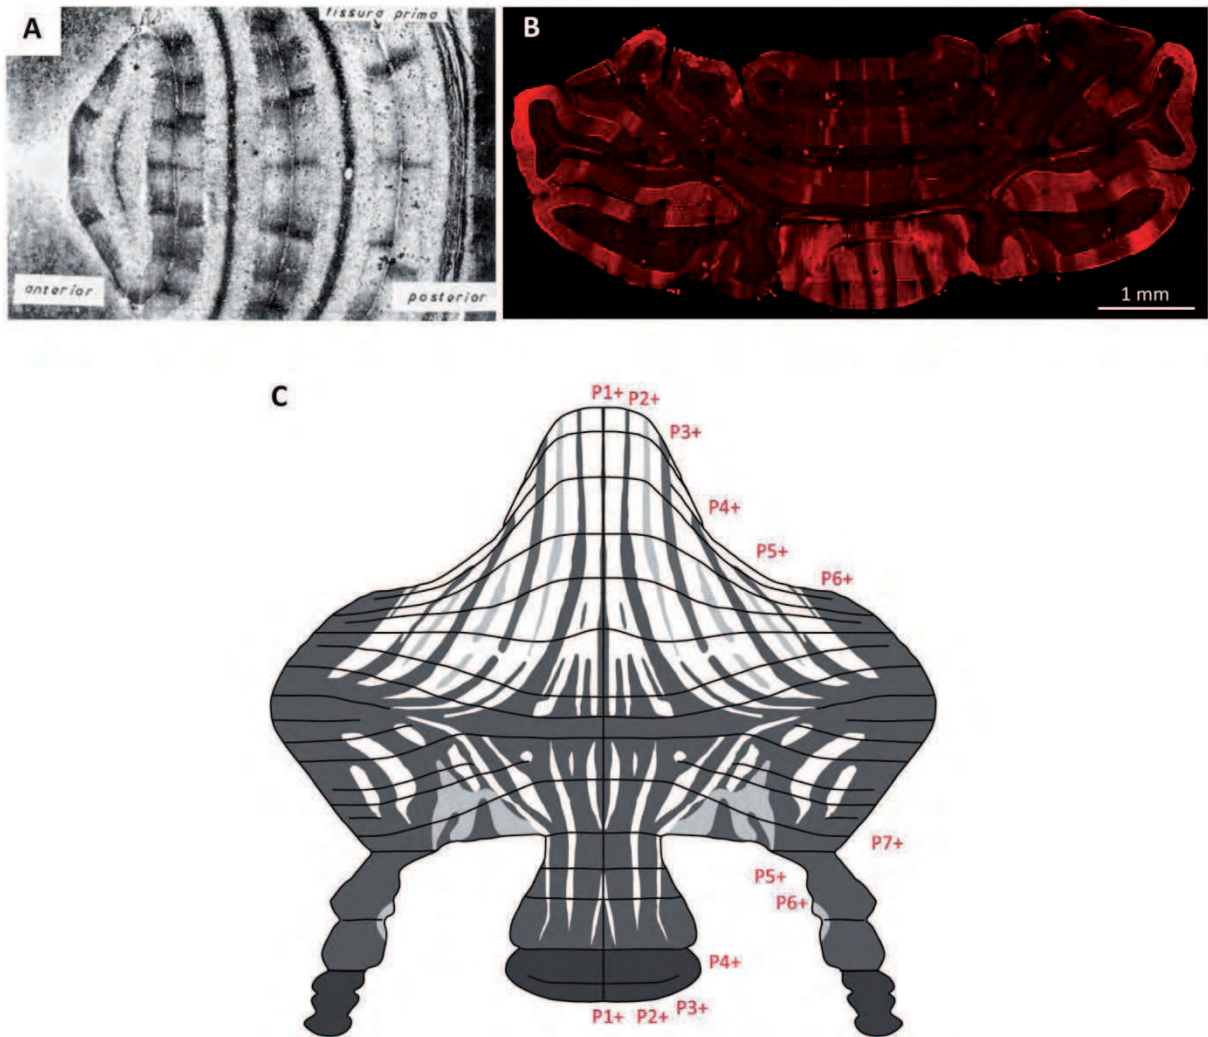 A
fissura prima
anterior
posterior
B
1 mm
C
P1+ P2+
P3+
P4+
P5+
P6+
P7+
P5+
P6+
P4+
P3+
P1+ P2+